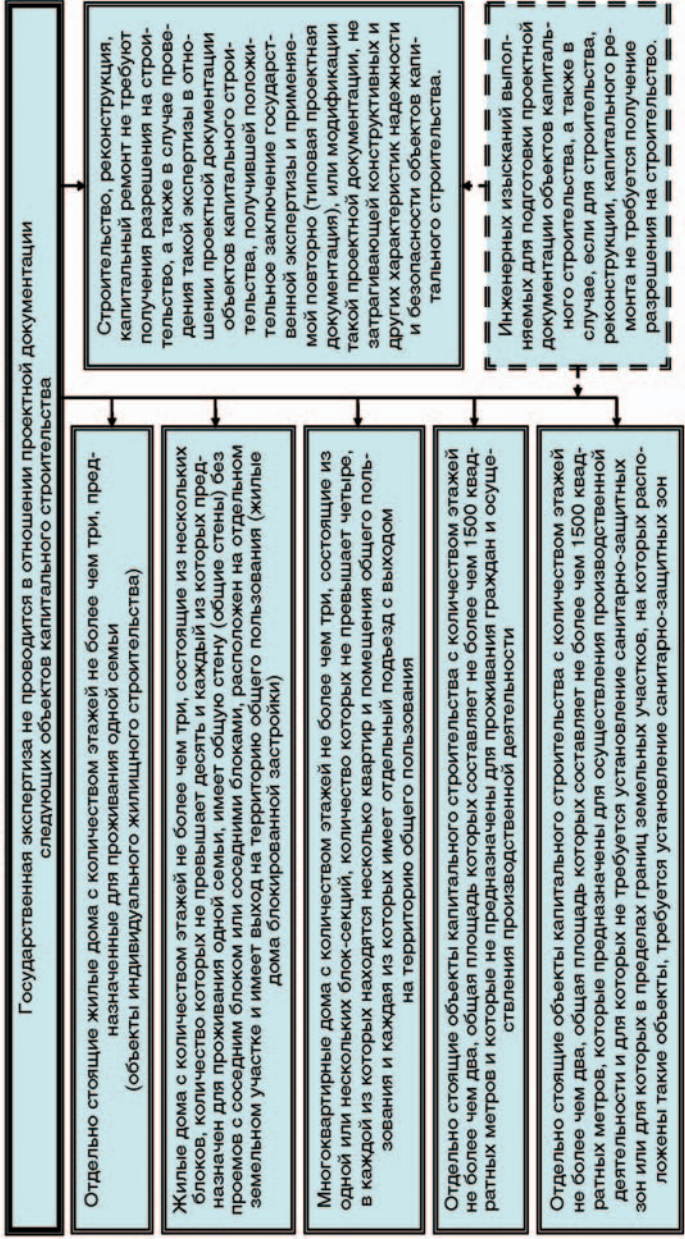 Государственная экспертиза не проводится в отношении проектной документации
следующих объектов капитального строительства
Отдельно стоящие жилые дома с количеством этажей не более чем три, пред-
назначенные для проживания одной семьи
(объекты индивидуального жилищного строительства)
Жилые дома с количеством этажей не более чем три, состоящие из нескольких
блоков, количество которых не превышает десять и каждый из которых пред-
назначен для проживания одной семьи, имеет общую стену (общие стены) без
проемов с соседним блоком или соседними блоками, расположен на отдельном
земельном участке и имеет выход на территорию общего пользования (жилые
дома блокированной застройки)
Многоквартирные дома с количеством этажей не более чем три, состоящие из
одной или нескольких блок-секций, количество которых не превышает четыре,
в каждой из которых находятся несколько квартир и помещения общего поль-
зования и каждая из которых имеет отдельный подъезд с выходом
на территорию общего пользования
Отдельно стоящие объекты капитального строительства с количеством этажей
не более чем два, общая площадь которых составляет не более чем 1500 квад-
ратных метров и которые не предназначены для проживания граждан и осуще-
ствления производственной деятельности
Отдельно стоящие объекты капитального строительства с количеством этажей
не более чем два, общая площадь которых составляет не более чем 1500 квад-
ратных метров, которые предназначены для осуществления производственной
деятельности и для которых не требуется установление санитарно-защитных
зон или для которых в пределах границ земельных участков, на которых распо-
ложены такие объекты, требуется установление санитарно-защитных зон
Строительство, реконструкция,
капитальный ремонт не требуют
получения разрешения на строи-
тельство, а также в случае прове-
дения такой экспертизы в отно-
шении проектной документации
объектов капитального строи-
тельства, получившей положи-
тельное заключение государст-
венной экспертизы и применяе-
мой повторно (типовая проектная
документация), или модификации
такой проектной документации, не
затрагивающей конструктивных и
других характеристик надежности
и безопасности объектов капи-
тального строительства.
Инженерных изысканий выпол-
няемых для подготовки проектной
документации объектов капиталь-
ного строительства, а также в
случае, если для строительства,
реконструкции, капитального ре-
монта не требуется получение
разрешения на строительство.